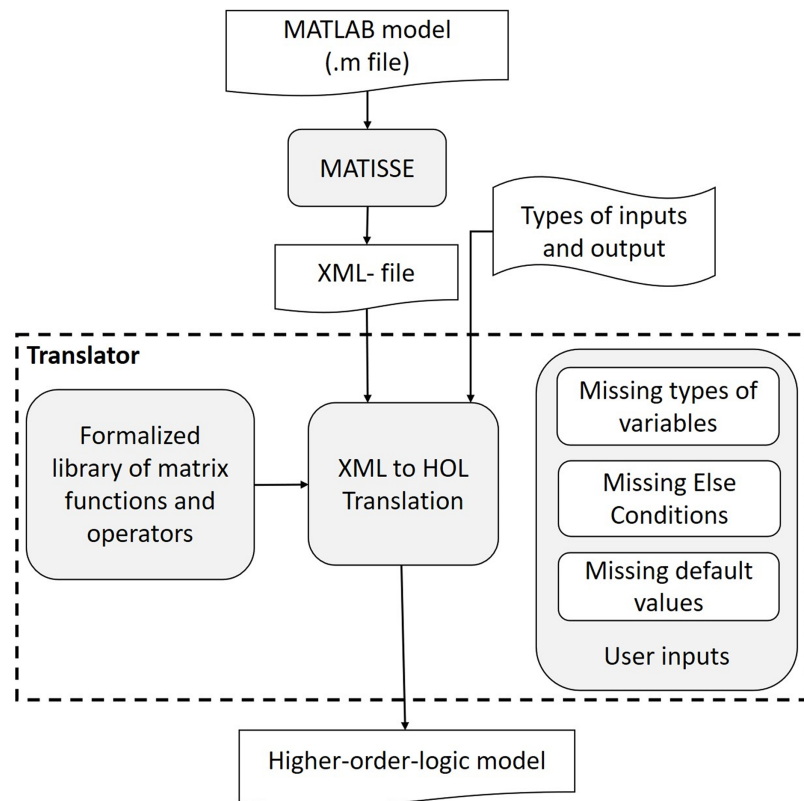 MATLAB model
(.m file)
MATISSE
Types of inputs
and output
XML- file
Translator
Formalized
library of matrix
functions and
operators
XML to HOL
Translation
Missing types of
variables
Missing Else
Conditions
Missing default
values
User inputs
Higher-order-logic model